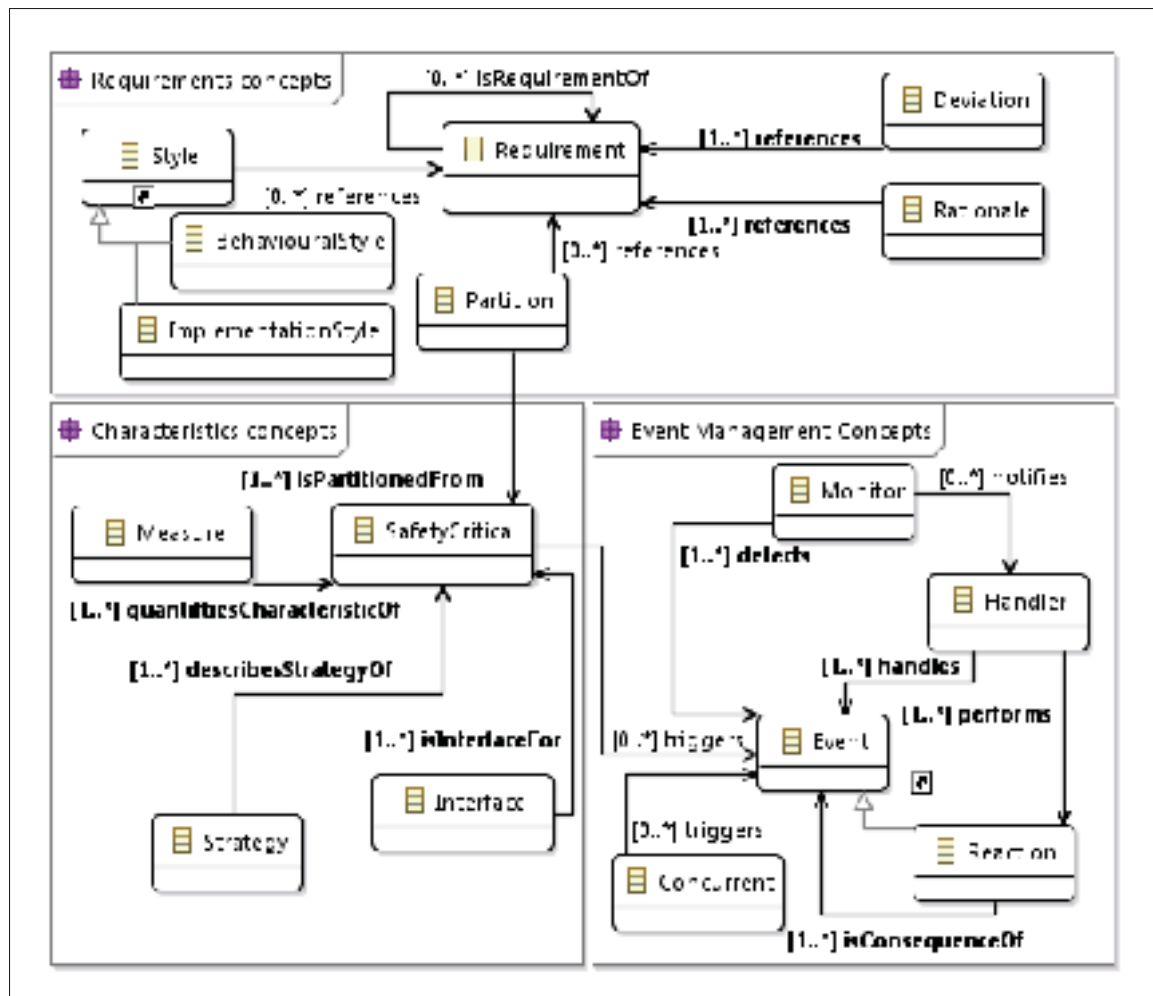 Requirements concepts
[0..*] isRequirementOf
Deviation
Style
Requirement
[1..*] references
[0..*] references
Rationale
[1..*] references
BehaviouralStyle
[0..*] references
Partition
ImplementationStyle
Characteristics concepts
Event Management Concepts
[1..*] isPartitionedFrom
Monitor
[0..*] notifies
Measure
SafetyCritical
[1..*] detects
[1..*] quantifiesCharacteristicOf
Handler
[1..*] describesStrategyOf
[1..*] handles
[1..*] performs
[1..*] isInterfaceFor
[0..*] triggers
Event
Interface
[0..*] triggers
Strategy
Reaction
Concurrent
[1..*] isConsequenceOf